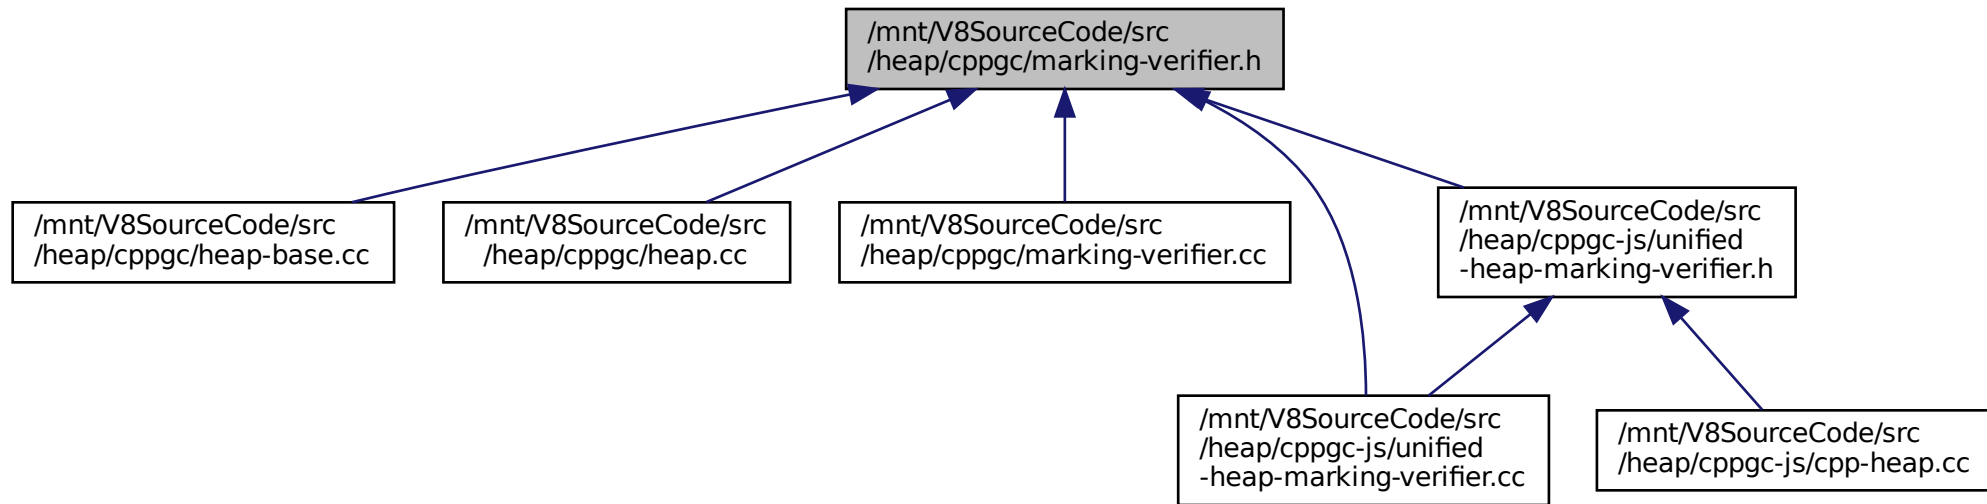 /mnt/V8SourceCode/src
/heap/cppgc/marking-verifier.h
/mnt/V8SourceCode/src
/heap/cppgc/heap-base.cc
/mnt/V8SourceCode/src
/heap/cppgc/heap.cc
/mnt/V8SourceCode/src
/heap/cppgc/marking-verifier.cc
/mnt/V8SourceCode/src
/heap/cppgc-js/unified
-heap-marking-verifier.h
/mnt/V8SourceCode/src
/heap/cppgc-js/unified
-heap-marking-verifier.cc
/mnt/V8SourceCode/src
/heap/cppgc-js/cpp-heap.cc